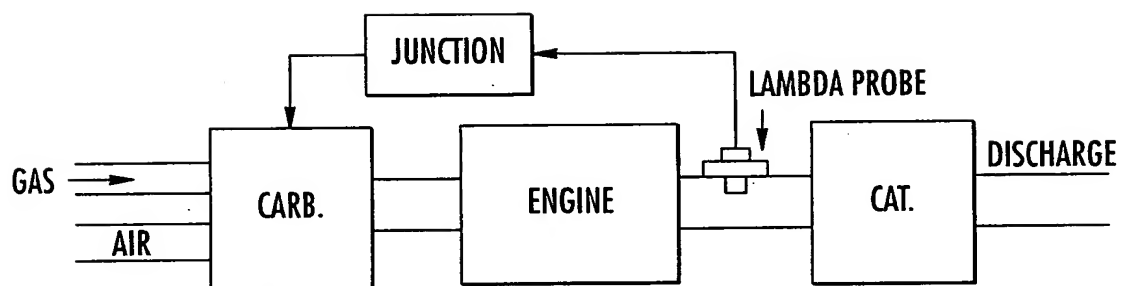 JUNCTION
LAMBDA PROBE
GAS
DISCHARGE
CARB.
ENGINE
CAT.
AIR